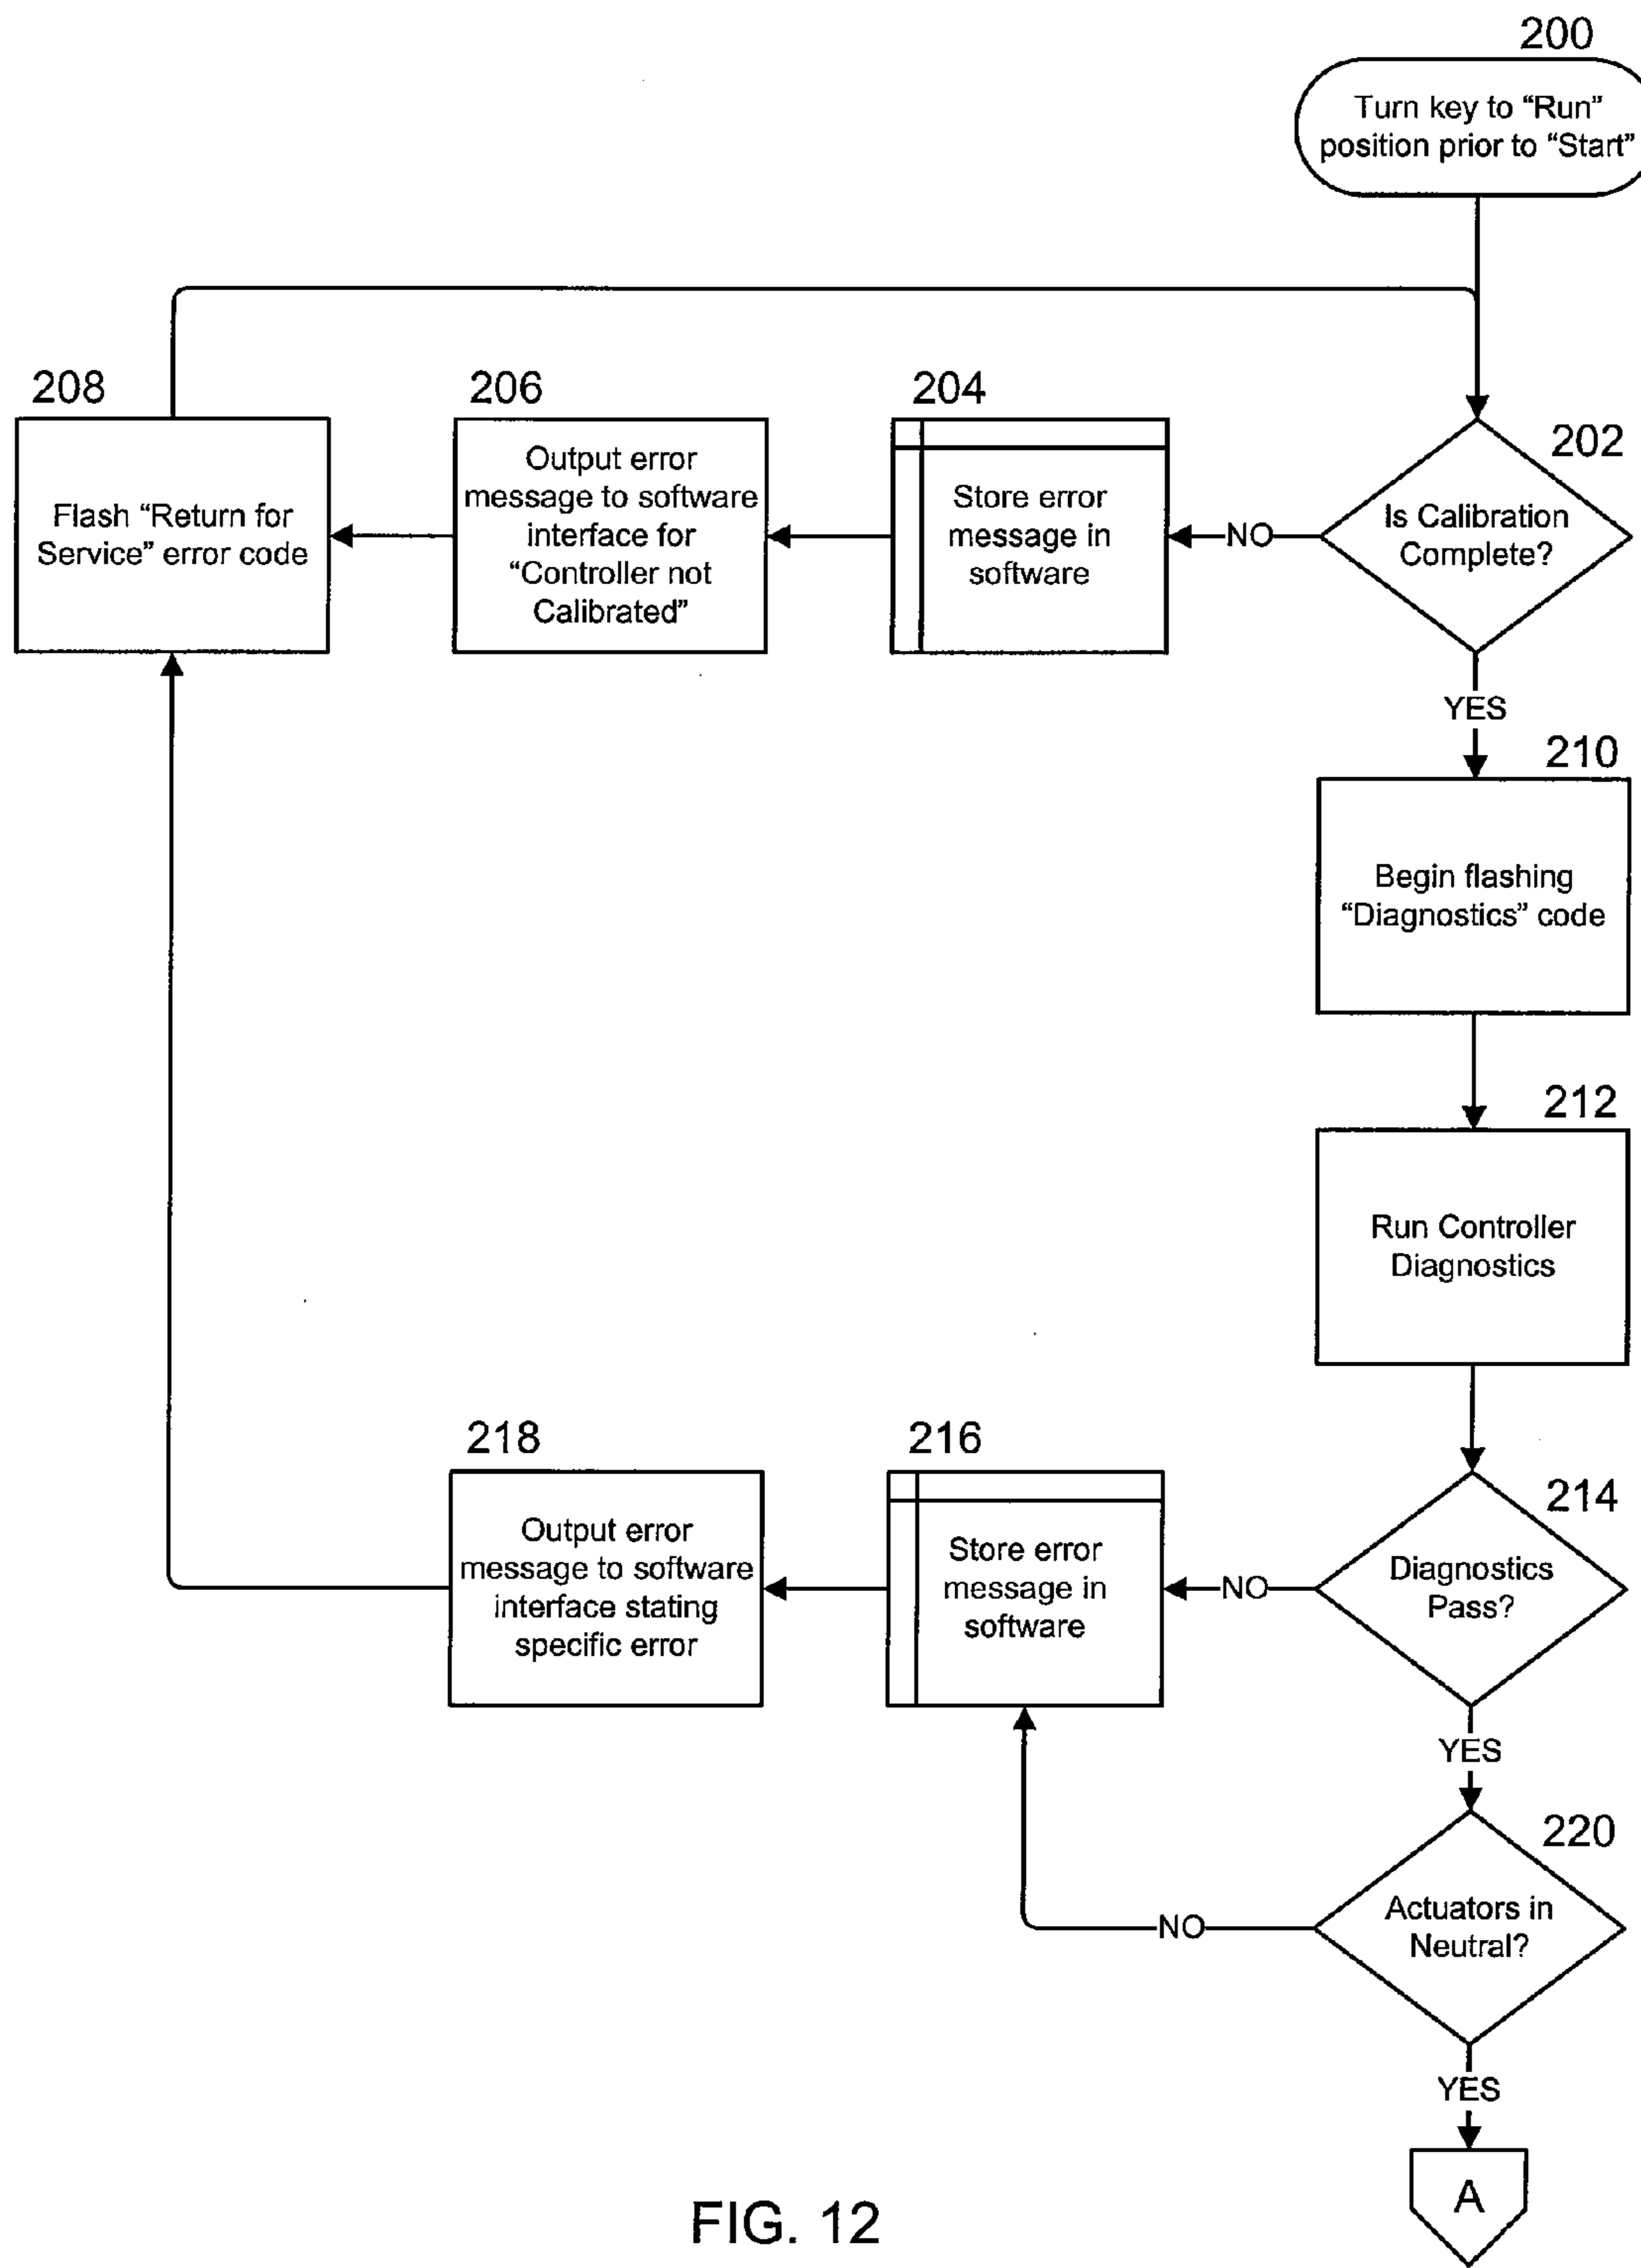 200
Turn key to “Run”
position prior to “Start”
208
206
204
202
Flash “Return for
Service” error code
Output error
message to software
interface for
“Controller not
Calibrated”
Store error
message in
software
NO
Is Calibration
Complete?
YES
210
Begin flashing
“Diagnostics” code
212
Run Controller
Diagnostics
218
216
214
Output error
message to software
interface stating
specific error
Store error
message in
software
NO
Diagnostics
Pass?
YES
220
NO
Actuators in
Neutral?
YES
A
FIG. 12